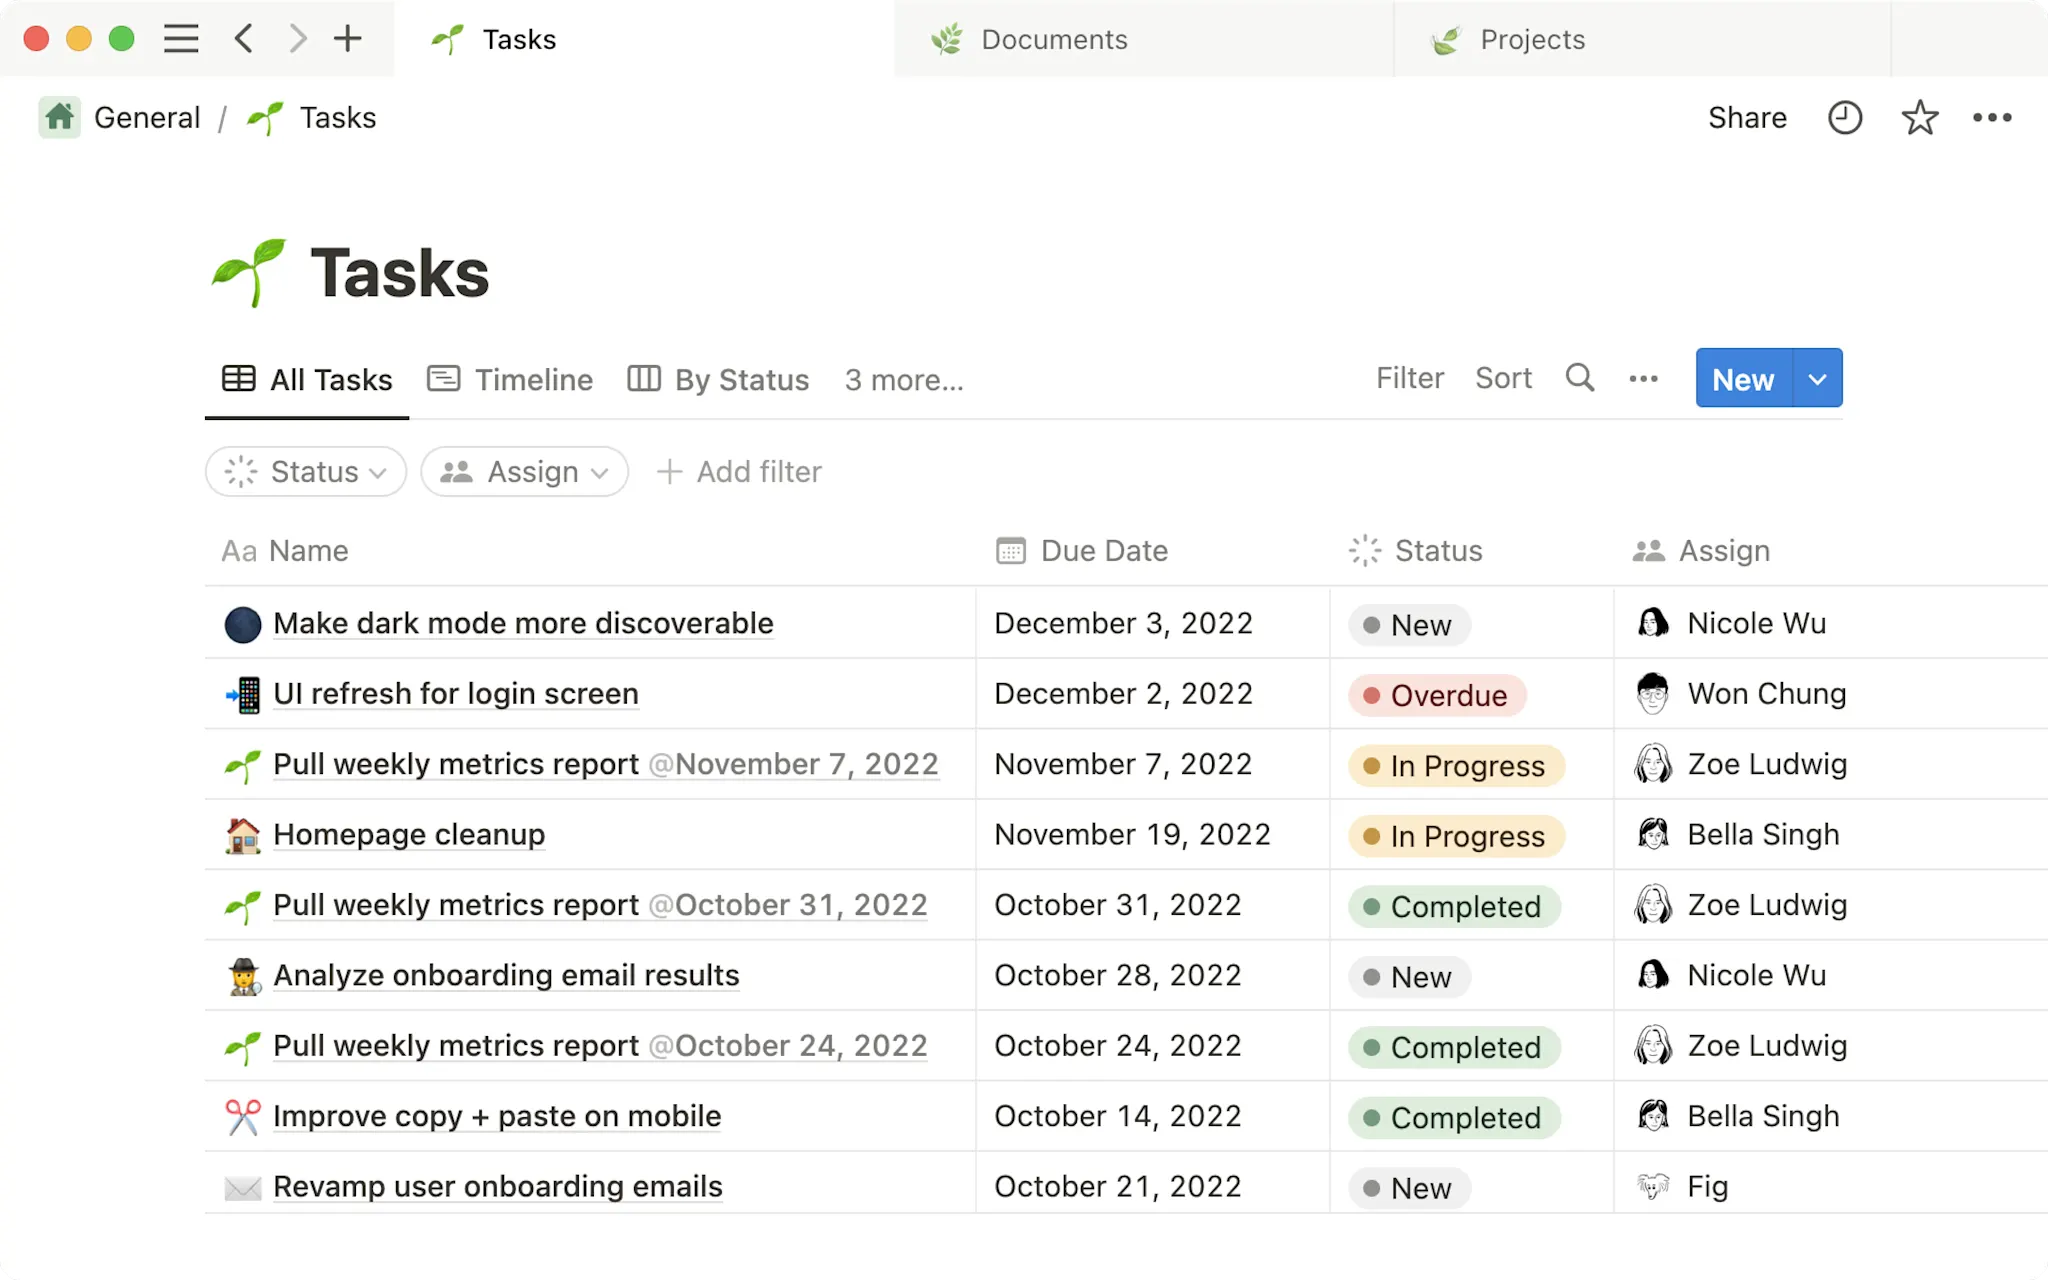 Tasks Documents Projects
General / Tasks Share
Tasks
All Tasks Timeline By Status 3 more... Filter Sort New
Status Assign Add filter
Aa Name Due Date Status Assign
Make dark mode more discoverable December 3, 2022 New Nicole Wu
UI refresh for login screen December 2, 2022 Overdue Won Chung
Pull weekly metrics report @November 7, 2022 November 7, 2022 In Progress Zoe Ludwig
Homepage cleanup November 19, 2022 In Progress Bella Singh
Pull weekly metrics report @October 31, 2022 October 31, 2022 Completed Zoe Ludwig
Analyze onboarding email results October 28, 2022 New Nicole Wu
Pull weekly metrics report @October 24, 2022 October 24, 2022 Completed Zoe Ludwig
Improve copy + paste on mobile October 14, 2022 Completed Bella Singh
Revamp user onboarding emails October 21, 2022 New Fig